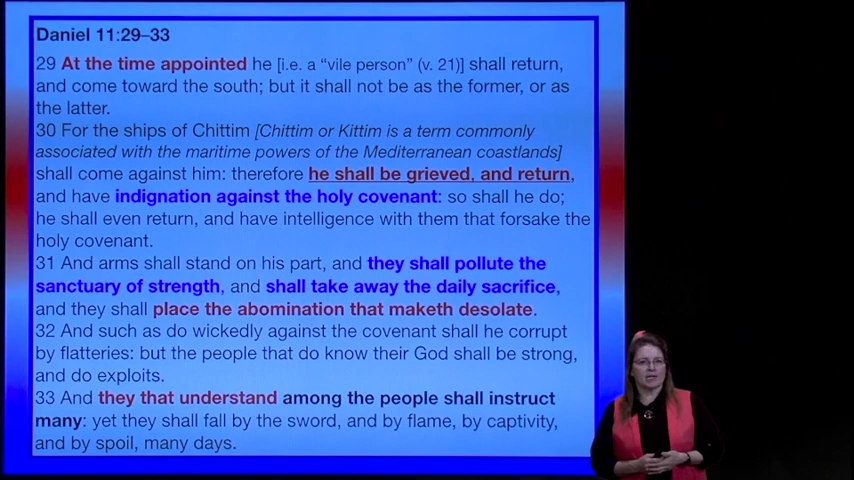 Daniel 11:29–33
29 At the time appointed he [i.e. a “vile person” (v. 21)] shall return,
and come toward the south; but it shall not be as the former, or as
the latter.
30 For the ships of Chittim [Chittim or Kittim is a term commonly
associated with the maritime powers of the Mediterranean coastlands]
shall come against him: therefore he shall be grieved, and return,
and have indignation against the holy covenant: so shall he do;
he shall even return, and have intelligence with them that forsake the
holy covenant.
31 And arms shall stand on his part, and they shall pollute the
sanctuary of strength, and shall take away the daily sacrifice,
and they shall place the abomination that maketh desolate.
32 And such as do wickedly against the covenant shall he corrupt
by flatteries: but the people that do know their God shall be strong,
and do exploits.
33 And they that understand among the people shall instruct
many: yet they shall fall by the sword, and by flame, by captivity,
and by spoil, many days.